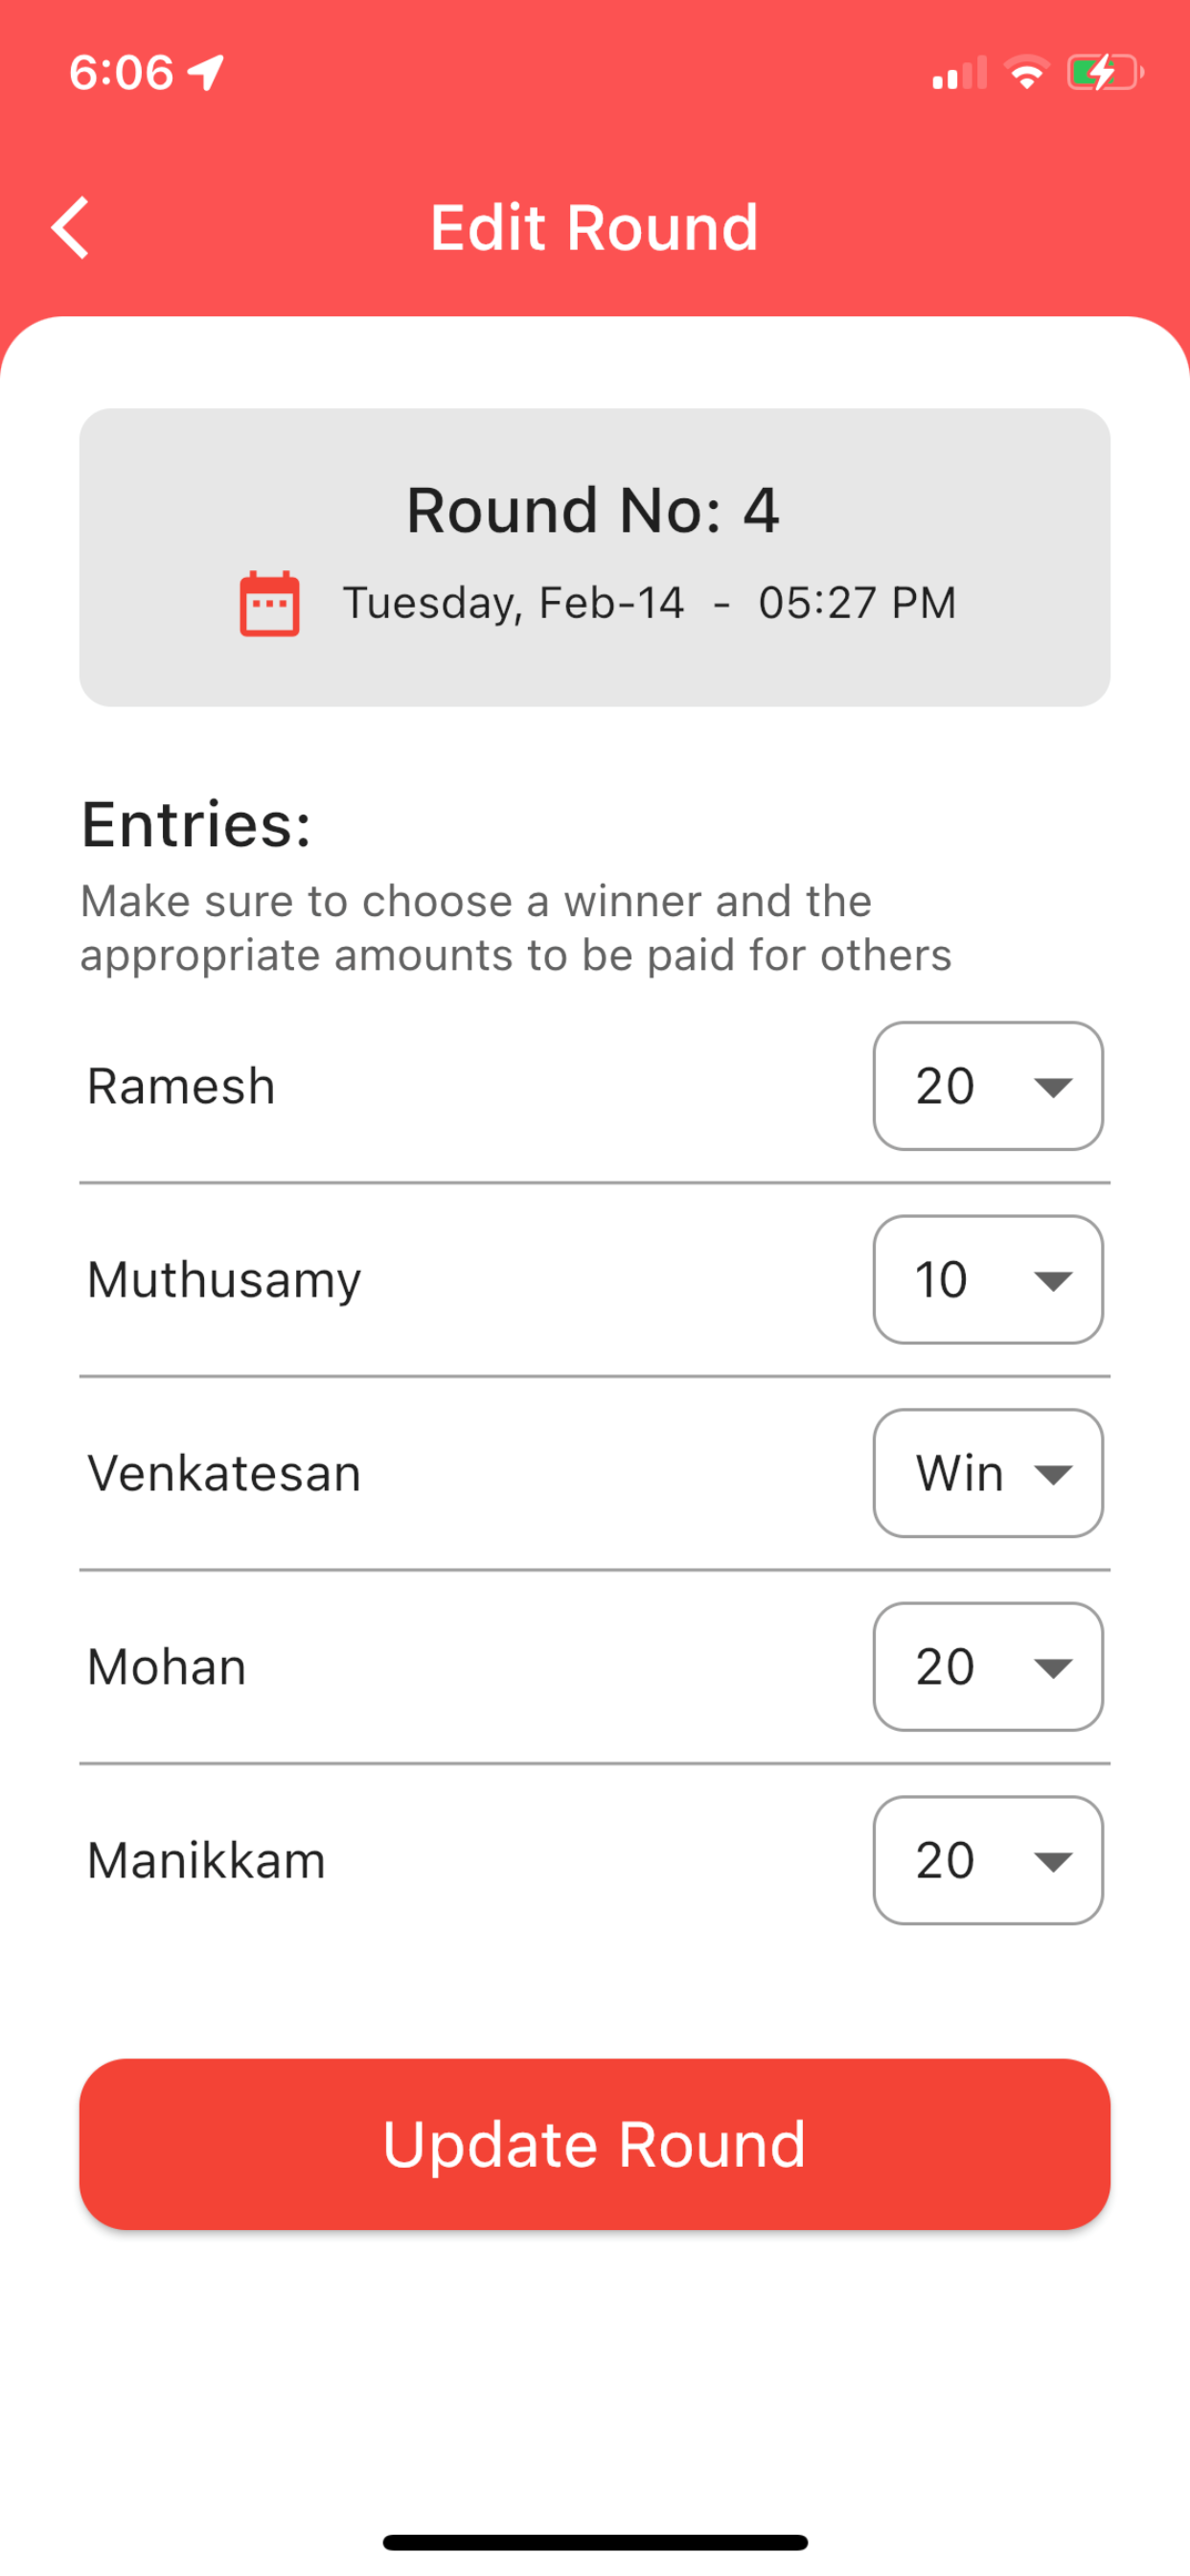 6:06
Edit Round
Round No: 4
Tuesday, Feb-14 - 05:27 PM
Entries:
Make sure to choose a winner and the
appropriate amounts to be paid for others
Ramesh 20
Muthusamy 10
Venkatesan Win
Mohan 20
Manikkam 20
Update Round